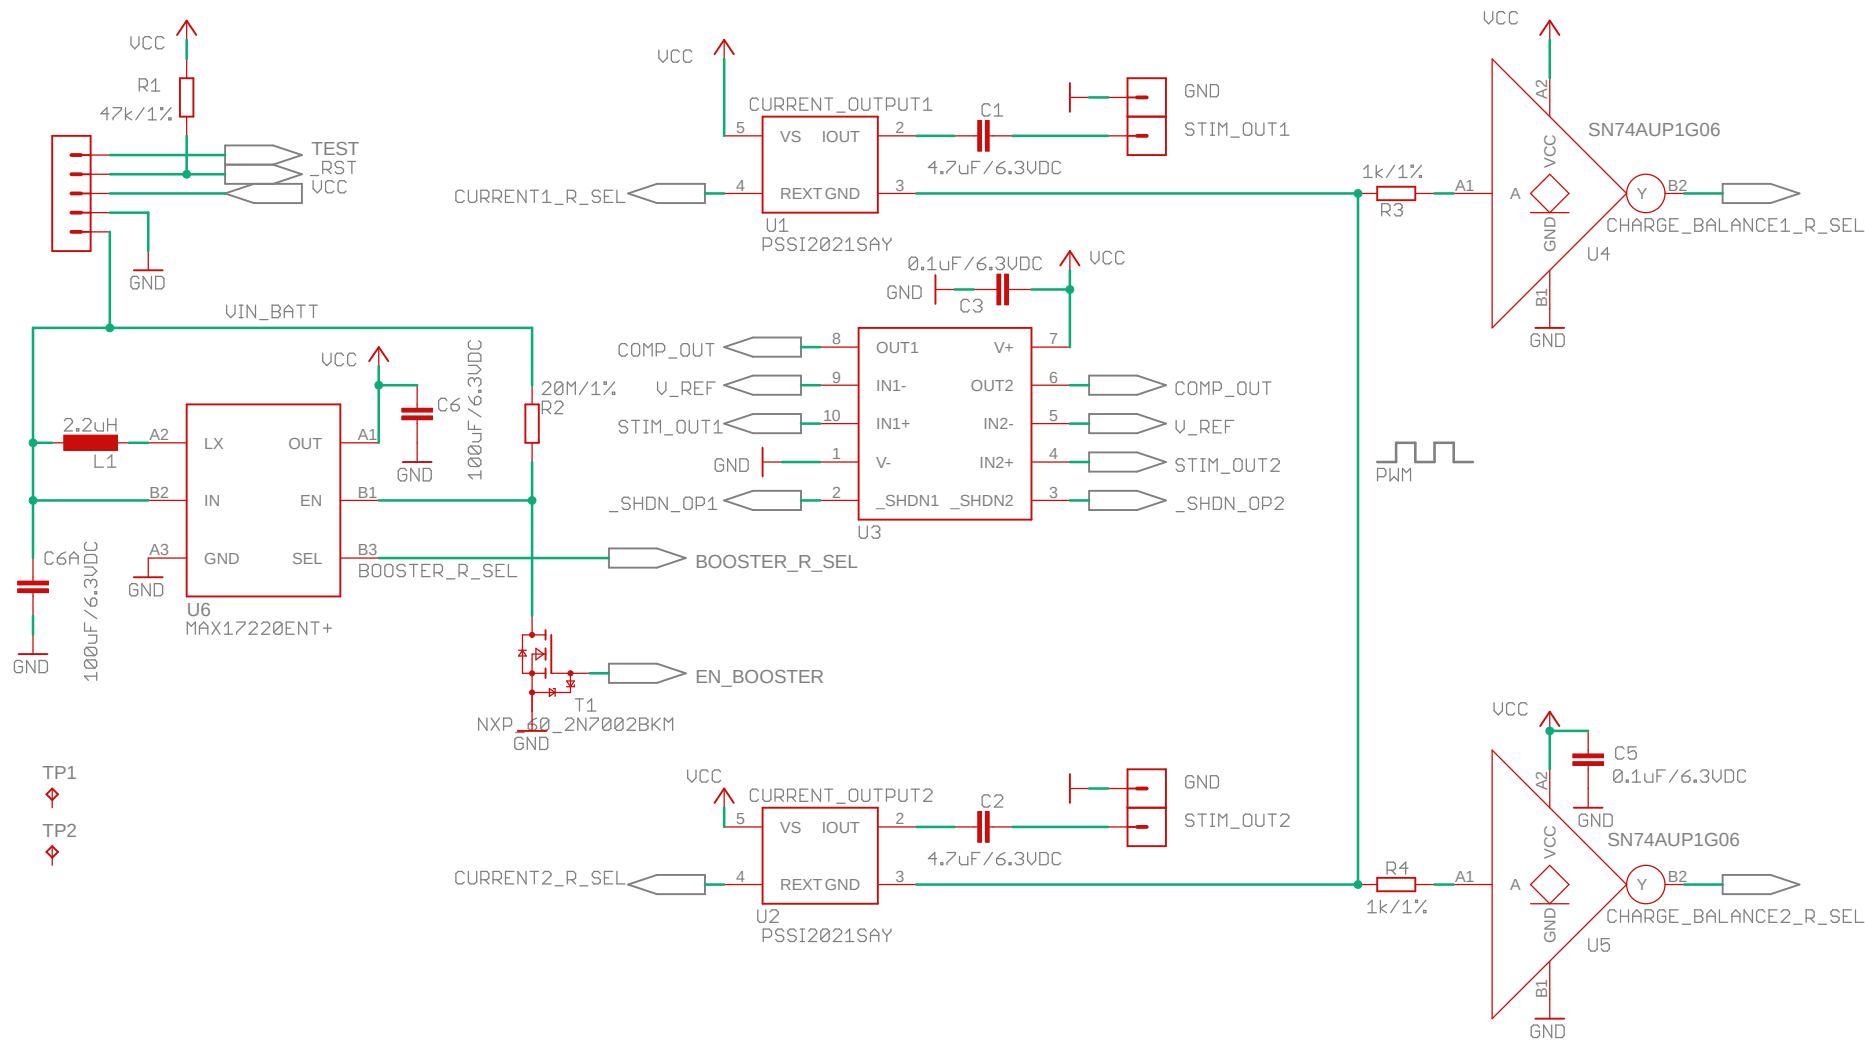 VCC
R1
47k/1%
TEST
_RST
VCC
GND
VIN_BATT
VCC
C6
100uF/6.3VDC
GND
20M/1%
R2
2.2uH
L1
A2
LX
OUT
A1
B2
IN
EN
B1
A3
GND
SEL
B3
GND
BOOSTER_R_SEL
BOOSTER_R_SEL
U6
MAX17220ENT+
C6A
100uF/6.3VDC
GND
EN_BOOSTER
T1
NXP_60_2N7002BKM
GND
TP1
TP2
VCC
CURRENT_OUTPUT1
5
VS
IOUT
2
C1
4.7uF/6.3VDC
GND
STIM_OUT1
CURRENT1_R_SEL
4
REXT
GND
3
U1
PSSI2021SAY
0.1uF/6.3VDC
VCC
GND
C3
COMP_OUT
8
OUT1
V+
7
V_REF
9
IN1-
OUT2
6
COMP_OUT
STIM_OUT1
10
IN1+
IN2-
5
V_REF
GND
1
V-
IN2+
4
STIM_OUT2
_SHDN_OP1
2
_SHDN1
_SHDN2
3
_SHDN_OP2
U3
PWM
VCC
CURRENT_OUTPUT2
5
VS
IOUT
2
C2
4.7uF/6.3VDC
GND
STIM_OUT2
CURRENT2_R_SEL
4
REXT
GND
3
U2
PSSI2021SAY
VCC
A2
SN74AUP1G06
VCC
1k/1%
R3
A1
A
Y
B2
CHARGE_BALANCE1_R_SEL
GND
U4
B1
GND
VCC
C5
0.1uF/6.3VDC
GND
A2
SN74AUP1G06
VCC
R4
1k/1%
A1
A
Y
B2
CHARGE_BALANCE2_R_SEL
GND
U5
B1
GND